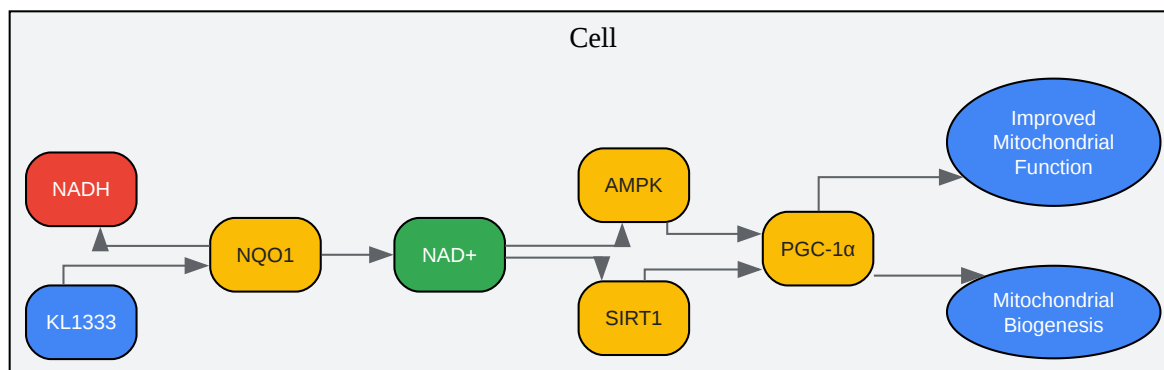 Cell
NADH
KL1333
NQO1
NAD+
AMPK
SIRT1
PGC-1α
Improved
Mitochondrial
Function
Mitochondrial
Biogenesis